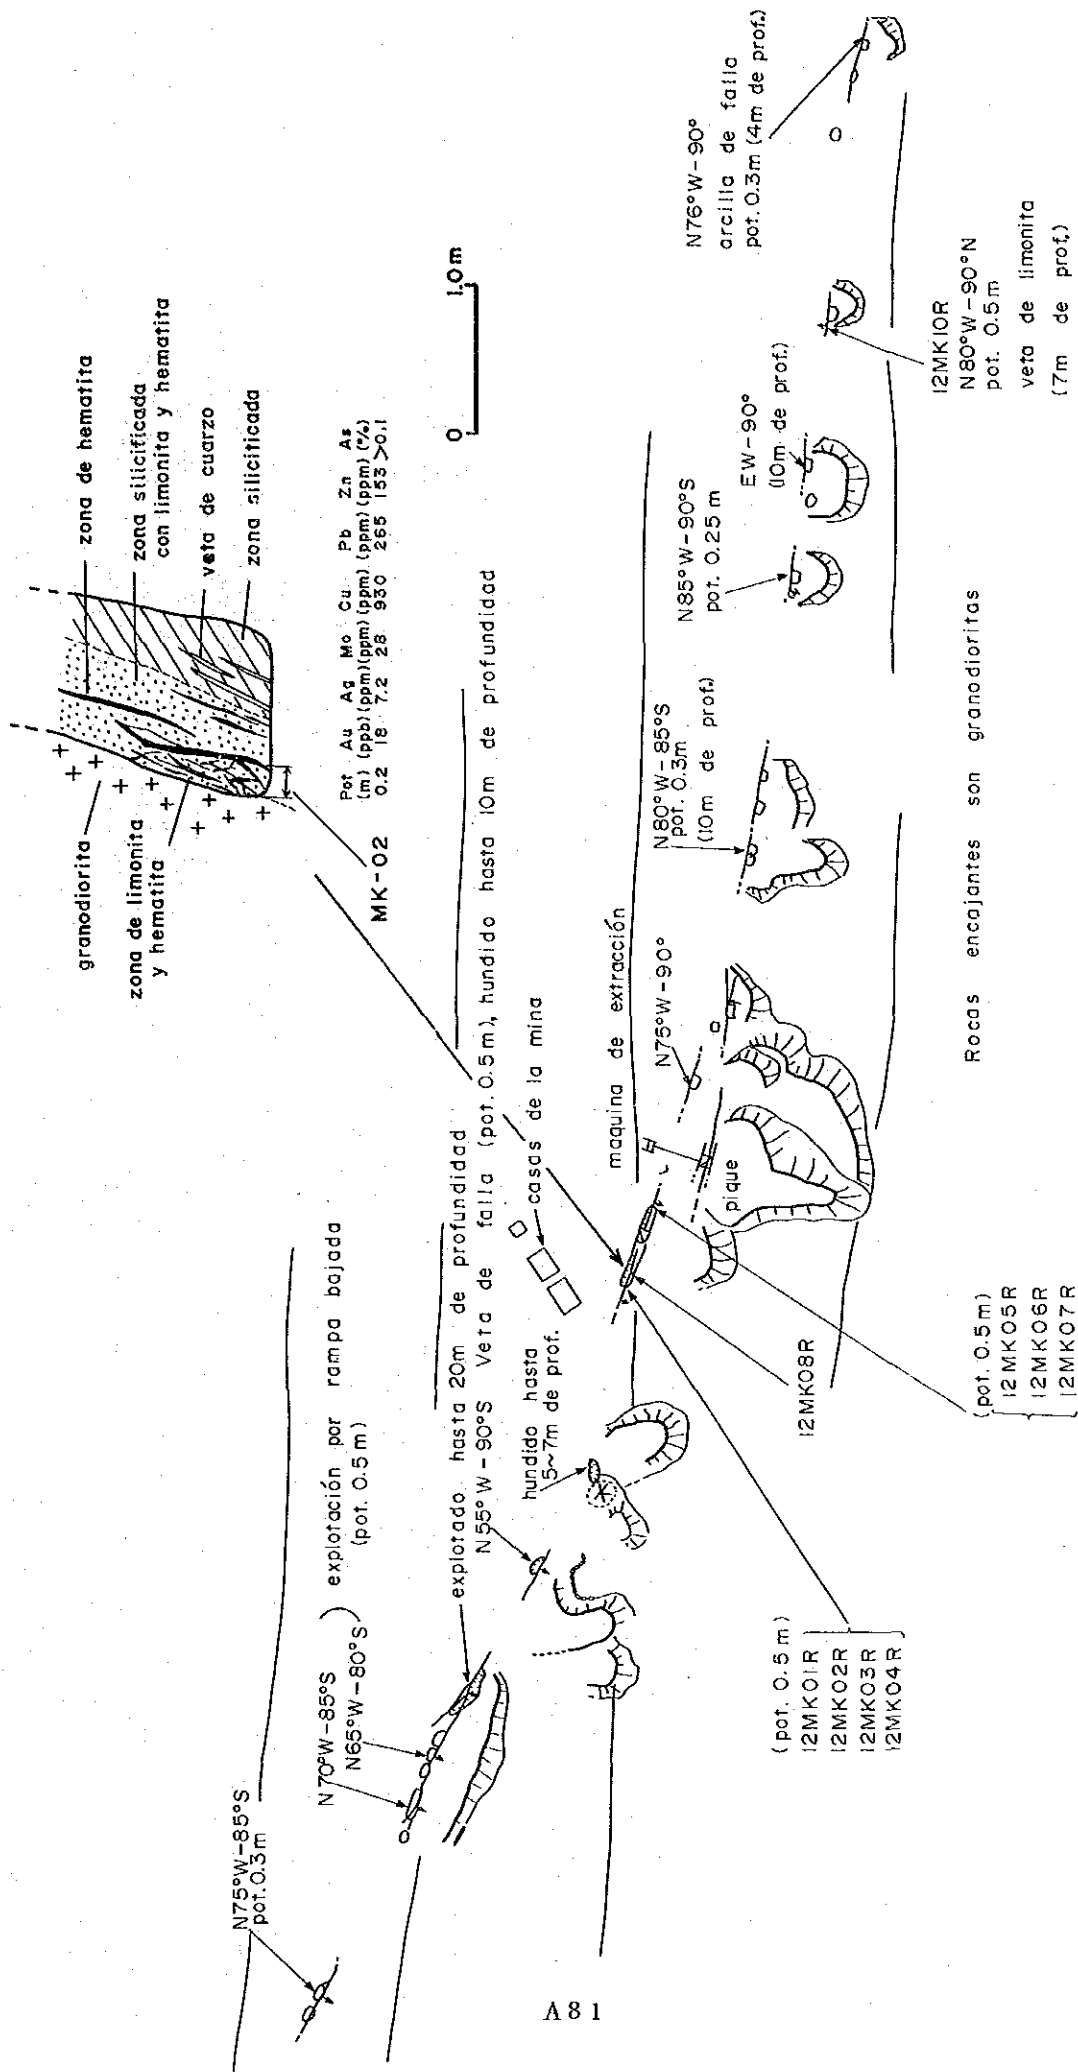 granodiorita
zona de limonita
y hematita
zona de hematita
zona silicificada
con limonita y hematita
veta de cuarzo
zona silicificada
MK-02
Pot Au Ag Mo Cu Pb Zn As
(m) (ppb) (ppm) (ppm) (ppm) (ppm) (ppm) (%)
0.2 18 7.2 28 930 265 153 >0.1
0 1.0m
N75°W-85°S
pot. 0.3m
N70°W-85°S
N65°W-80°S
explotación por rampa bajada
(pot. 0.5m)
explotado hasta 20m de profundidad
N55°W-90°S Veta de falla (pot. 0.5m), hundido hasta 10m de profundidad
hundido hasta
5~7m de prof.
casas de la mina
maquina de extracción
pique
N75°W-90°
N80°W-85°S
pot. 0.3m
(10m de prof.)
N85°W-90°S
pot. 0.25 m
EW-90°
(10m de prof.)
N76°W-90°
arcilla de falla
pot. 0.3m (4m de prof.)
12MK10R
N80°W-90°N
pot. 0.5m
veta de limonita
(7m de prof.)
(pot. 0.5m)
12MK01R
12MK02R
12MK03R
12MK04R
12MK08R
(pot. 0.5m)
12MK05R
12MK06R
12MK07R
Rocas encajantes son granodioritas
A81